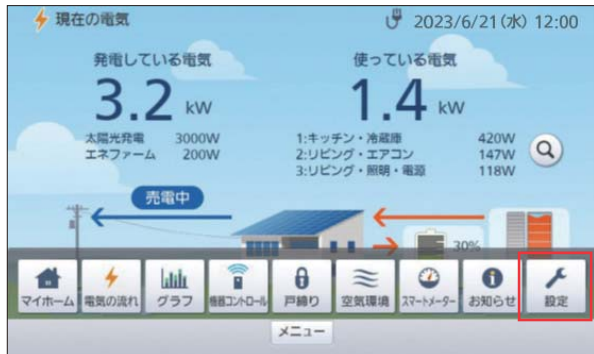 現在の電気
2023/6/21(水) 12:00
発電している電気
3.2 kW
太陽光発電 3000W
エネファーム 200W
使っている電気
1.4 kW
1:キッチン・冷蔵庫 420W
2:リビング・エアコン 147W
3:リビング・照明・電源 118W
売電中
30%
マイホーム 電気の流れ グラフ 機器コントロール 戸締り 空気環境 スマートメーター お知らせ 設定
メニュー